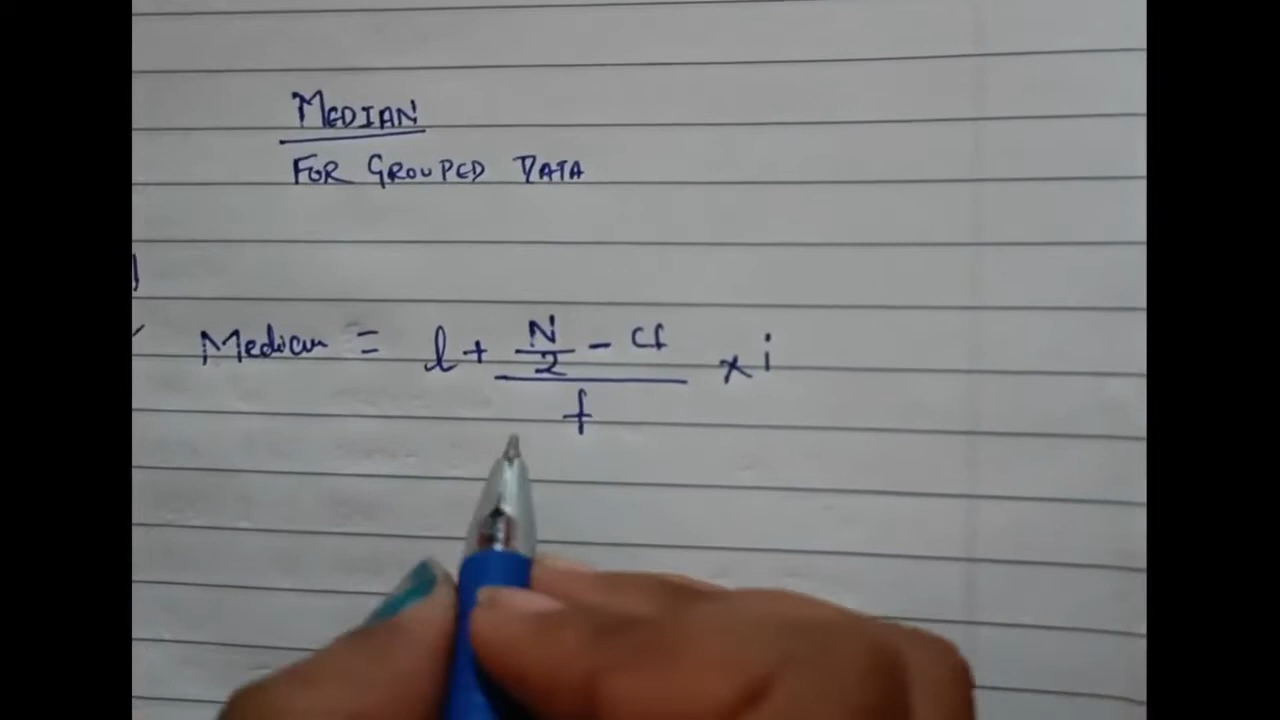 MEDIAN
FOR GROUPED DATA
Median = l + (N/2 - cf)/f × i